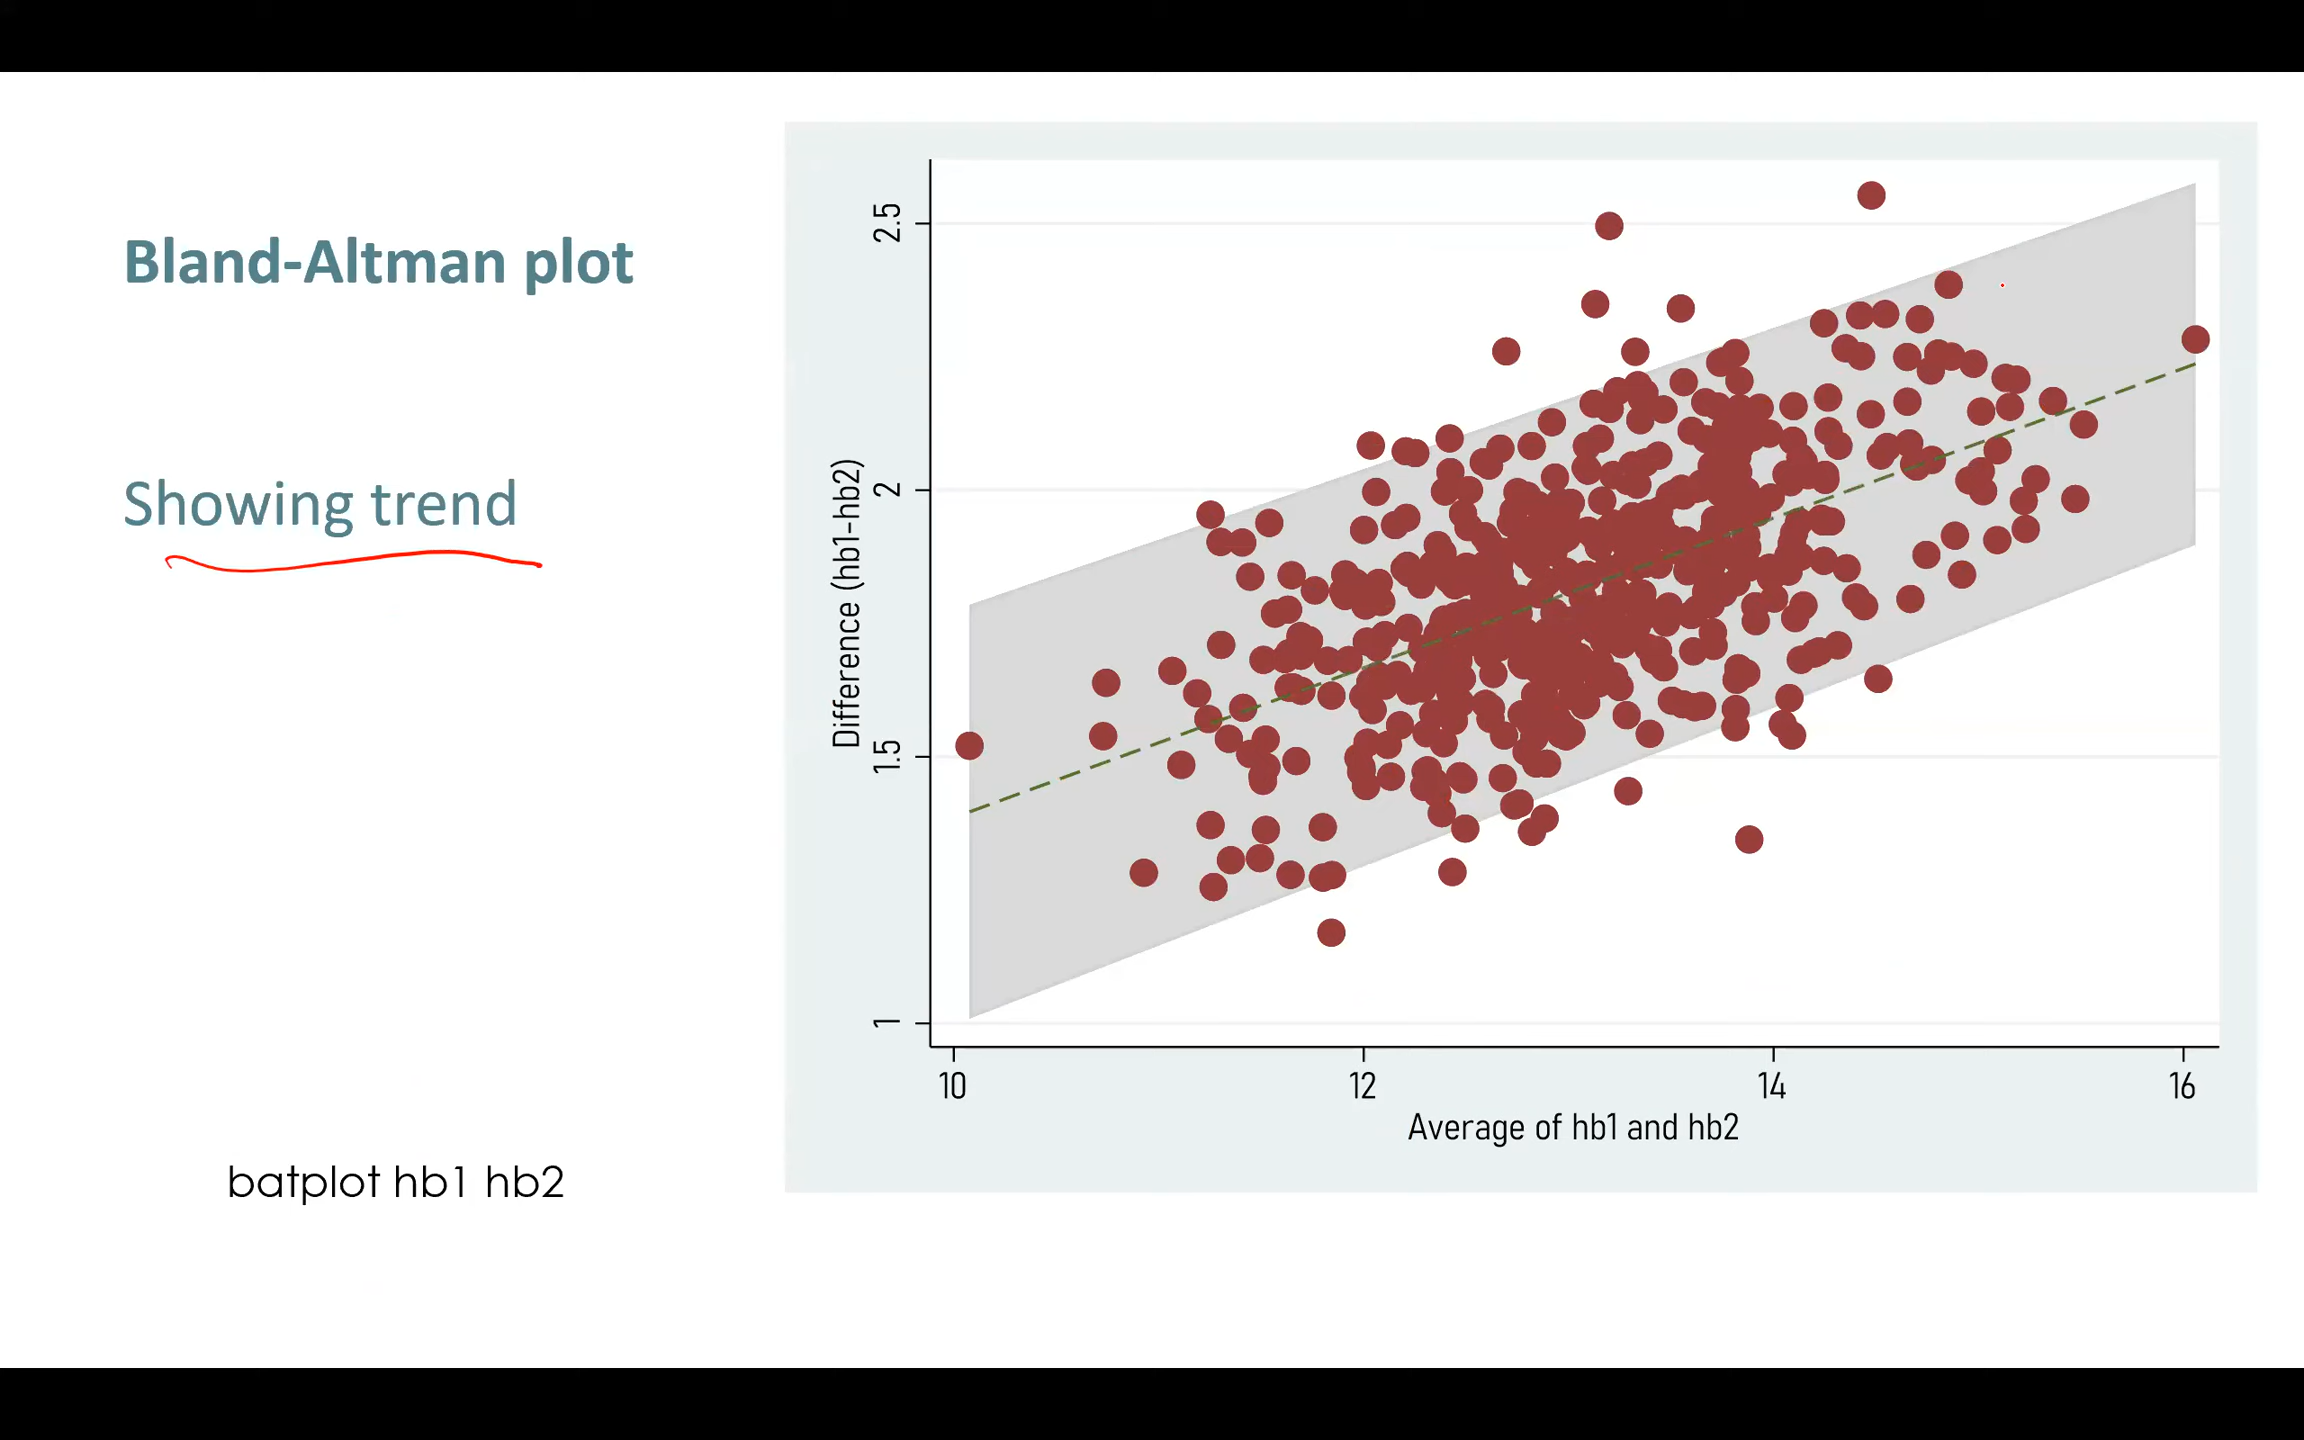 Bland-Altman plot
Showing trend
batplot hb1 hb2
Difference (hb1-hb2)
2.5
2
1.5
1
10 12 14 16
Average of hb1 and hb2